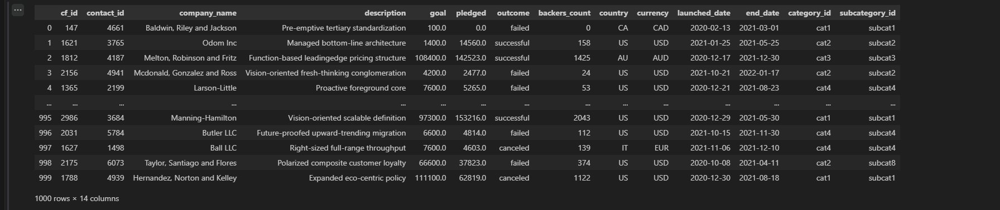 ...
cf_id contact_id company_name description goal pledged outcome backers_count country currency launched_date end_date category_id subcategory_id
0 147 4661 Baldwin, Riley and Jackson Pre-emptive tertiary standardization 100.0 0.0 failed 0 CA CAD 2020-02-13 2021-03-01 cat1 subcat1
1 1621 3765 Odom Inc Managed bottom-line architecture 1400.0 14560.0 successful 158 US USD 2021-01-25 2021-05-25 cat2 subcat2
2 1812 4187 Melton, Robinson and Fritz Function-based leadingedge pricing structure 108400.0 142523.0 successful 1425 AU AUD 2020-12-17 2021-12-30 cat3 subcat3
3 2156 4941 Mcdonald, Gonzalez and Ross Vision-oriented fresh-thinking conglomeration 4200.0 2477.0 failed 24 US USD 2021-10-21 2022-01-17 cat2 subcat2
4 1365 2199 Larson-Little Proactive foreground core 7600.0 5265.0 failed 53 US USD 2020-12-21 2021-08-23 cat4 subcat4
... ... ... ... ... ... ... ... ... ... ... ... ... ... ...
995 2986 3684 Manning-Hamilton Vision-oriented scalable definition 97300.0 153216.0 successful 2043 US USD 2020-12-29 2021-05-30 cat1 subcat1
996 2031 5784 Butler LLC Future-proofed upward-trending migration 6600.0 4814.0 failed 112 US USD 2021-10-15 2021-11-30 cat4 subcat4
997 1627 1498 Ball LLC Right-sized full-range throughput 7600.0 4603.0 canceled 139 IT EUR 2021-11-06 2021-12-10 cat4 subcat4
998 2175 6073 Taylor, Santiago and Flores Polarized composite customer loyalty 66600.0 37823.0 failed 374 US USD 2020-10-08 2021-04-11 cat2 subcat8
999 1788 4939 Hernandez, Norton and Kelley Expanded eco-centric policy 111100.0 62819.0 canceled 1122 US USD 2020-12-30 2021-08-18 cat1 subcat1
1000 rows × 14 columns